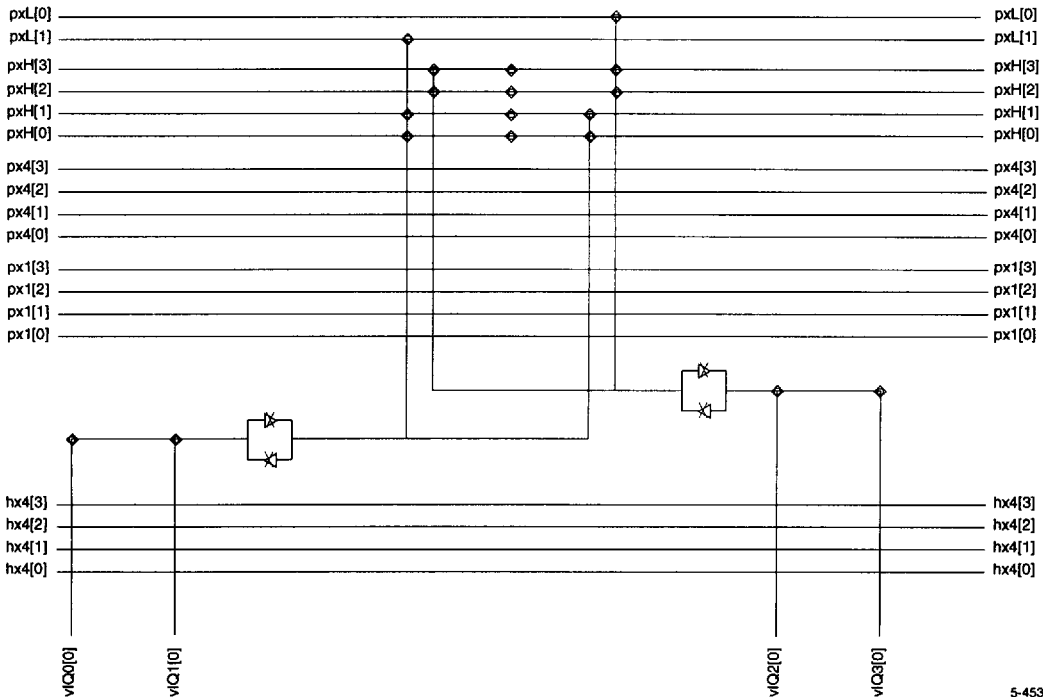 pxL[0] pxL[0]
pxL[1] pxL[1]
pxH[3] pxH[3]
pxH[2] pxH[2]
pxH[1] pxH[1]
pxH[0] pxH[0]
px4[3] px4[3]
px4[2] px4[2]
px4[1] px4[1]
px4[0] px4[0]
px1[3] px1[3]
px1[2] px1[2]
px1[1] px1[1]
px1[0] px1[0]
hx4[3] hx4[3]
hx4[2] hx4[2]
hx4[1] hx4[1]
hx4[0] hx4[0]
vIQ0[0] vIQ1[0] vIQ2[0] vIQ3[0]
5-453